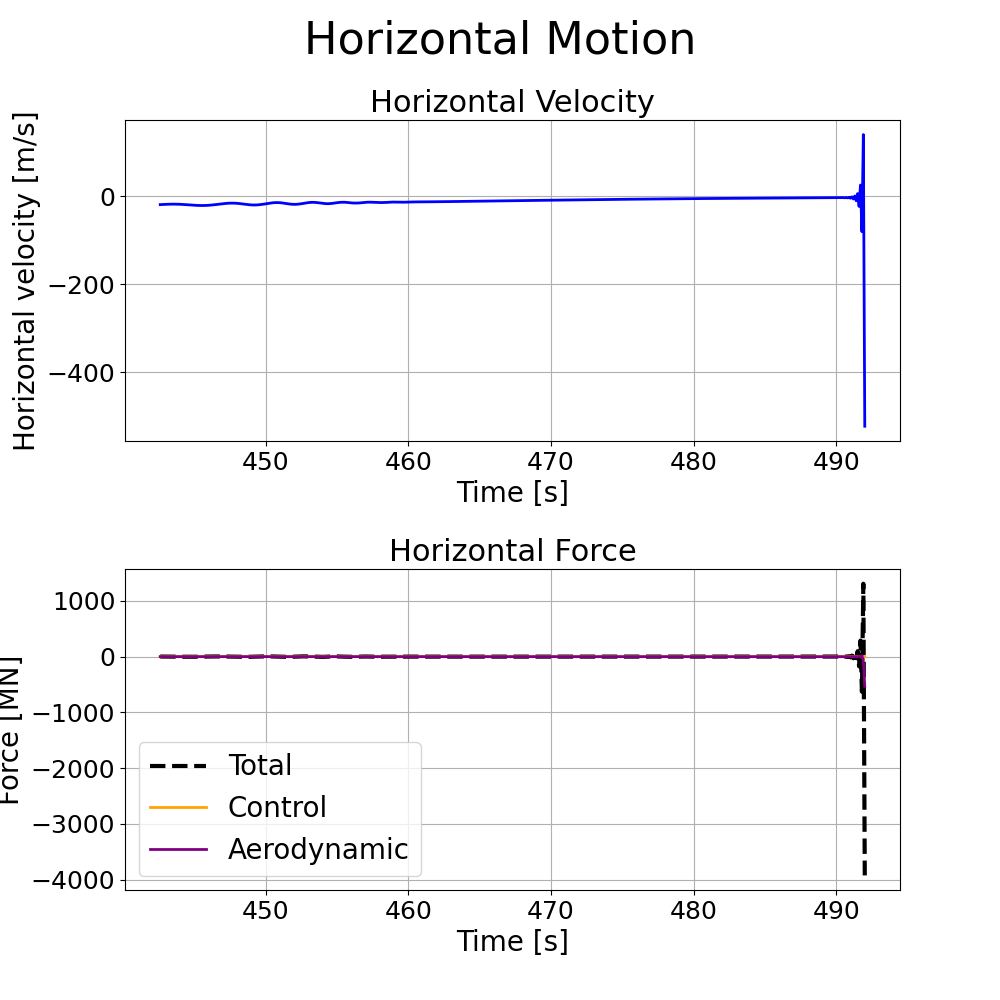 Horizontal Motion
Horizontal Velocity
Horizontal velocity [m/s]
0
−200
−400
450 460 470 480 490
Time [s]
Horizontal Force
Force [MN]
1000
0
−1000
−2000
−3000
−4000
Total
Control
Aerodynamic
450 460 470 480 490
Time [s]